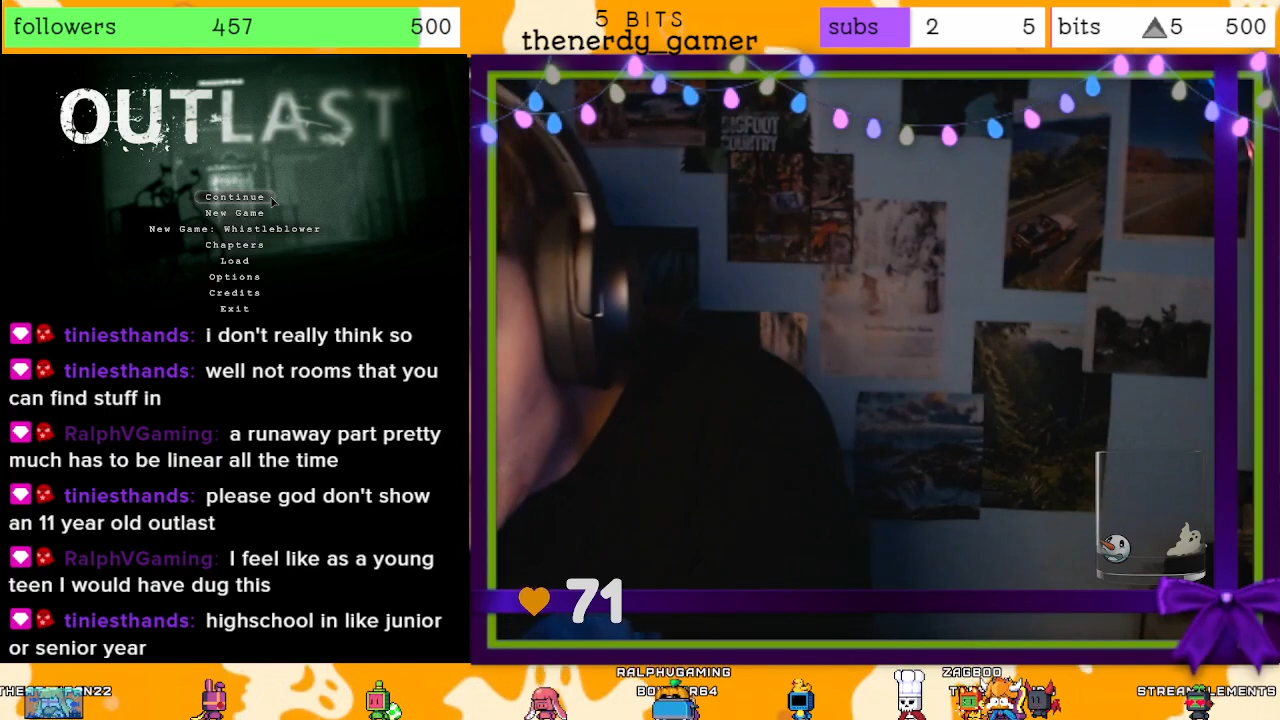 followers 457 500
5 BITS
thenerdy_gamer
subs 2 5
bits 5 500
OUTLAST
Continue
New Game
New Game: Whistleblower
Chapters
Load
Options
Credits
Exit
BIGFOOT
COUNTRY
tiniesthands: i don't really think so
tiniesthands: well not rooms that you
can find stuff in
RalphVGaming: a runaway part pretty
much has to be linear all the time
tiniesthands: please god don't show
an 11 year old outlast
RalphVGaming: I feel like as a young
teen I would have dug this
tiniesthands: highschool in like junior
or senior year
71
RALPHVGAMING
ZAGBOO
STREAMELEMENTS